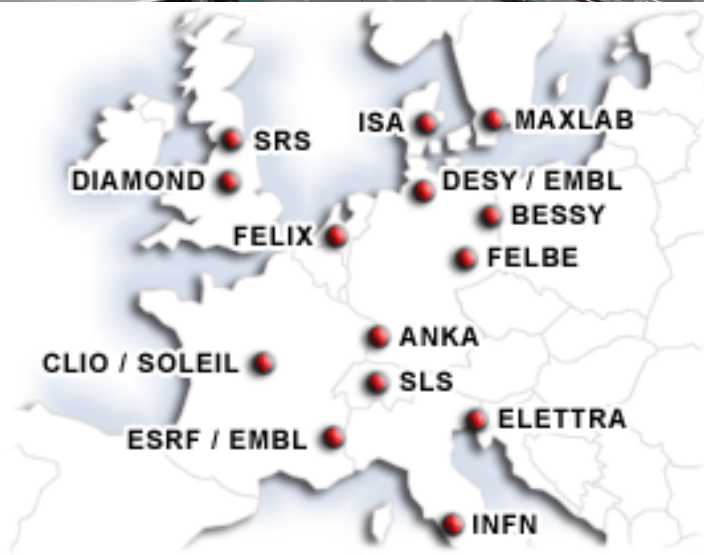 ISA
MAXLAB
SRS
DIAMOND
DESY / EMBL
BESSY
FELIX
FELBE
ANKA
CLIO / SOLEIL
SLS
ELETTRA
ESRF / EMBL
INFN